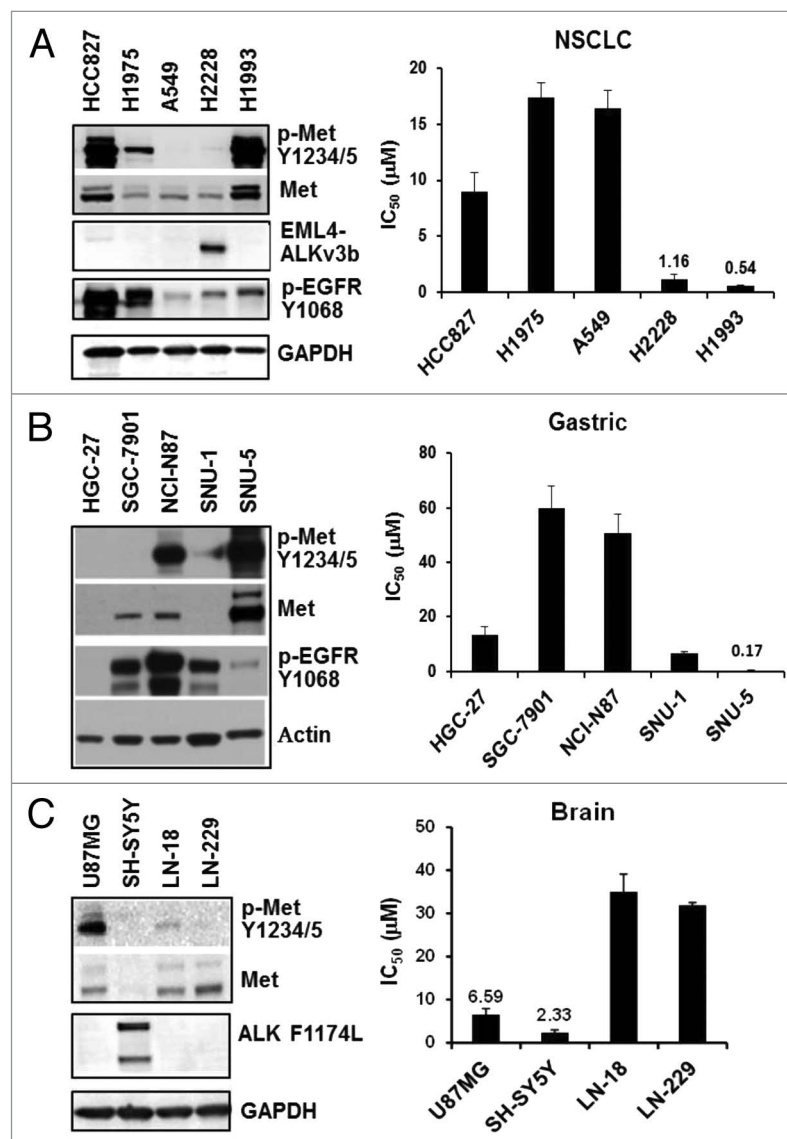 A
HCC827
H1975
A549
H2228
H1993
p-Met
Y1234/5
Met
EML4-
ALKv3b
p-EGFR
Y1068
GAPDH
NSCLC
IC50 (μM)
20
15
10
5
0
1.16
0.54
HCC827
H1975
A549
H2228
H1993
B
HGC-27
SGC-7901
NCI-N87
SNU-1
SNU-5
p-Met
Y1234/5
Met
p-EGFR
Y1068
Actin
Gastric
IC50 (μM)
80
60
40
20
0
0.17
HGC-27
SGC-7901
NCI-N87
SNU-1
SNU-5
C
U87MG
SH-SY5Y
LN-18
LN-229
p-Met
Y1234/5
Met
ALK F1174L
GAPDH
Brain
IC50 (μM)
50
40
30
20
10
0
6.59
2.33
U87MG
SH-SY5Y
LN-18
LN-229